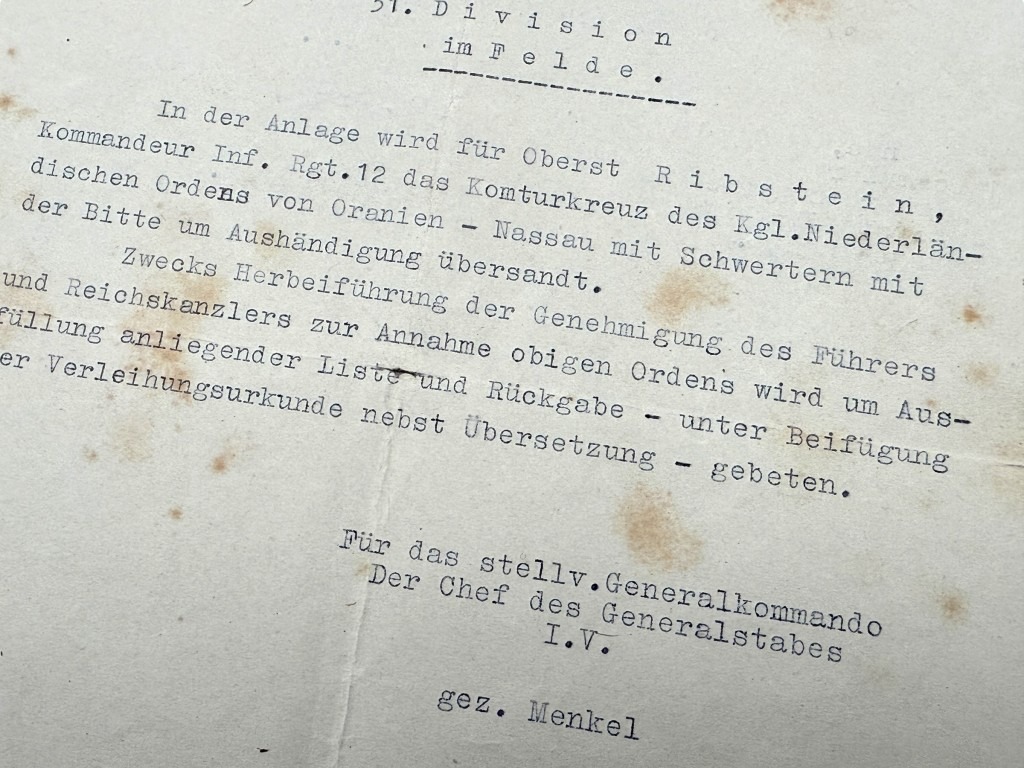 31. D i v i s i o n
im F e l d e .
In der Anlage wird für Oberst R i b s t e i n ,
Kommandeur Inf. Rgt.12 das Komturkreuz des Kgl.Niederlän-
dischen Ordens von Oranien - Nassau mit Schwertern mit
der Bitte um Aushändigung übersandt.
Zwecks Herbeiführung der Genehmigung des Führers
und Reichskanzlers zur Annahme obigen Ordens wird um Aus-
füllung anliegender Liste und Rückgabe - unter Beifügung
er Verleihungsurkunde nebst Übersetzung - gebeten.
Für das stellv.Generalkommando
Der Chef des Generalstabes
I.V.
gez. Menkel